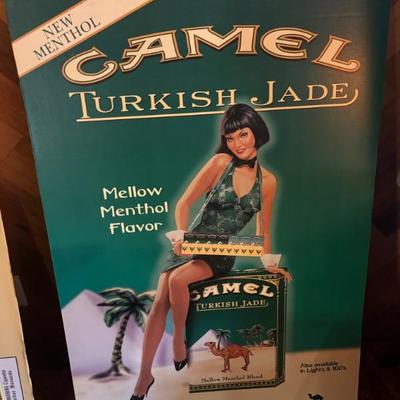 NEW
MENTHOL
CAMEL
TURKISH JADE
Mellow
Menthol
Flavor
CAMEL
TURKISH JADE
Mellow Menthol Blend
Also available
in Lights & 100's.